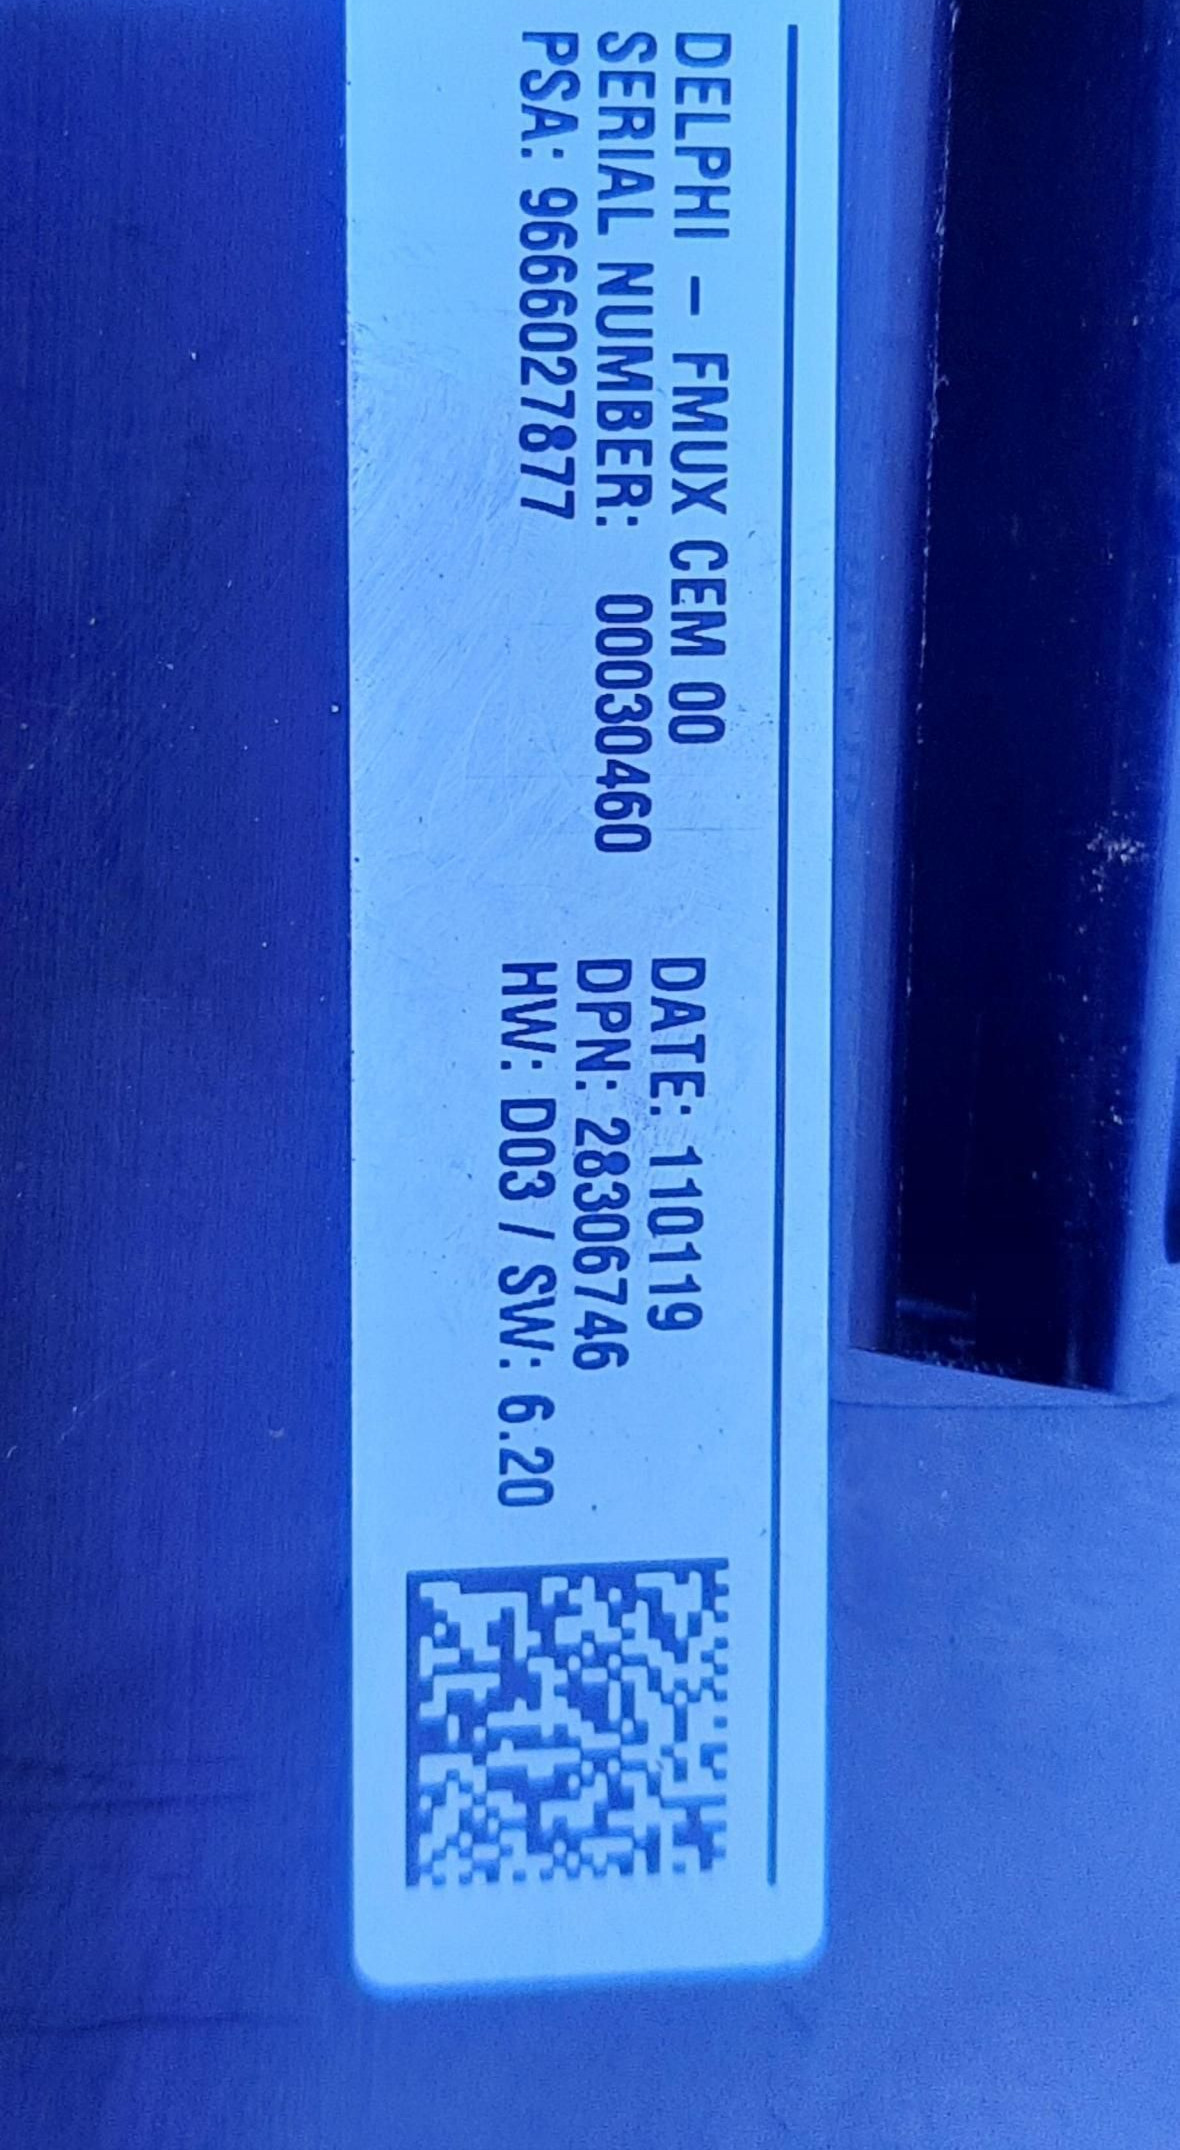 DELPHI - FMUX CEM 00
SERIAL NUMBER: 00030460
PSA: 9666027877
DATE: 110119
DPN: 28306746
HW: D03 / SW: 6.20